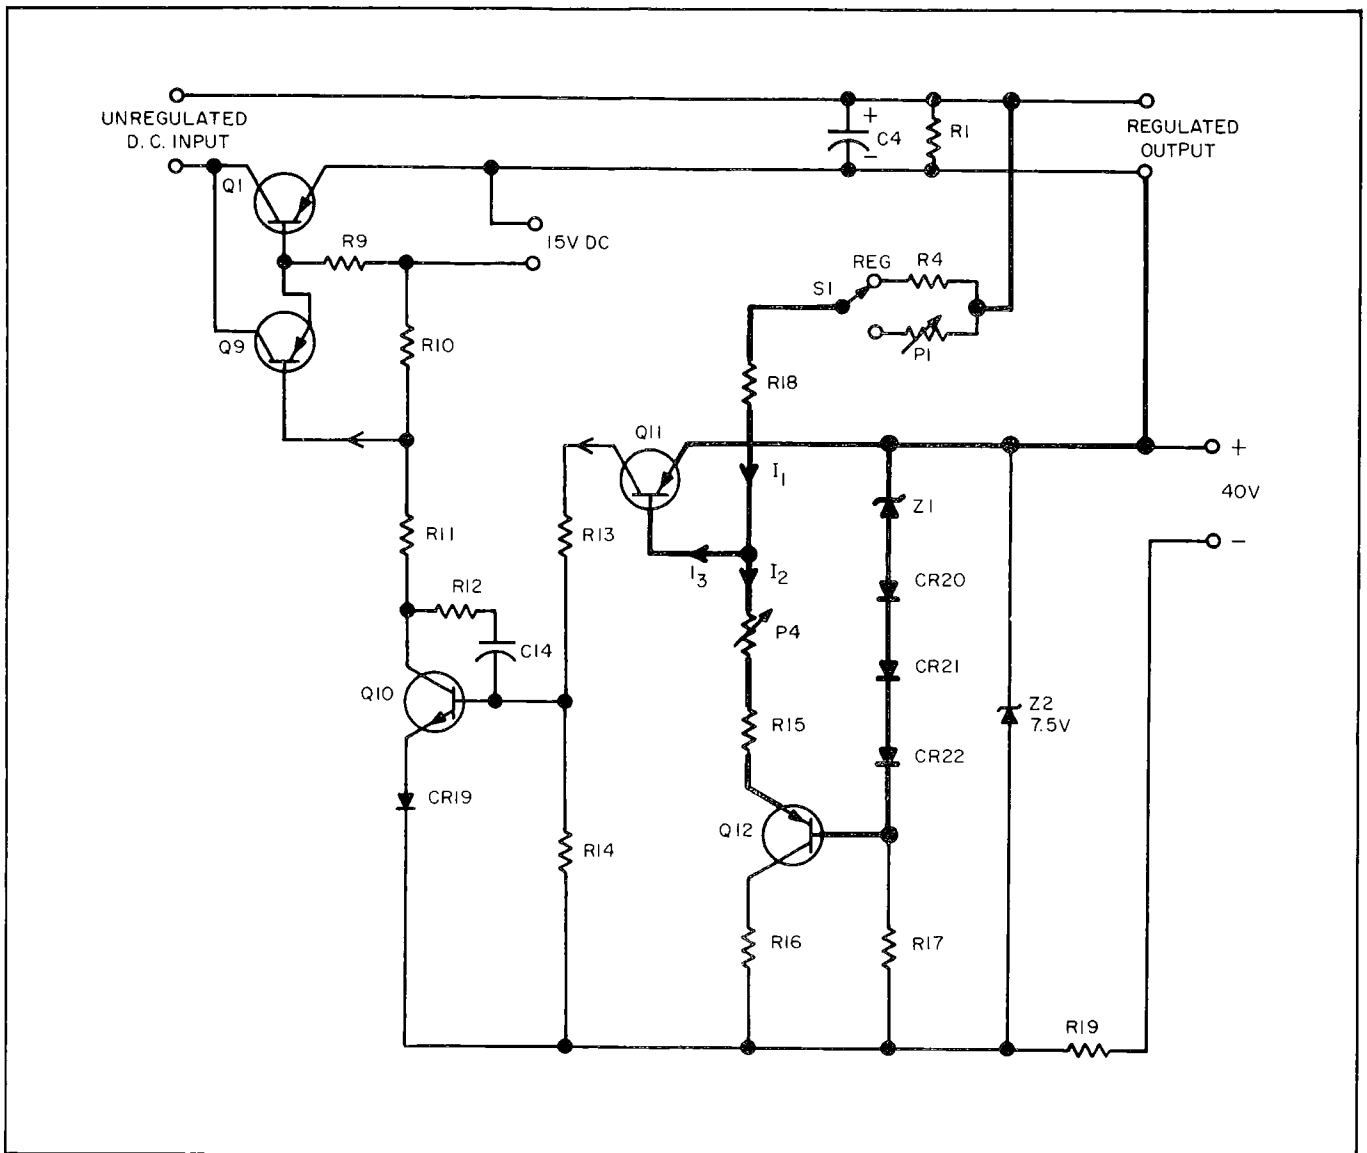 UNREGULATED
D. C. INPUT
+
C4
−
R1
REGULATED
OUTPUT
Q1
R9
15V DC
REG
R4
S1
Q9
R10
P1
R18
Q11
I1
+
40V
−
Z1
R11
R13
I3
I2
R12
CR20
P4
C14
CR21
Q10
Z2
7.5V
R15
CR22
CR19
Q12
R14
R16
R17
R19